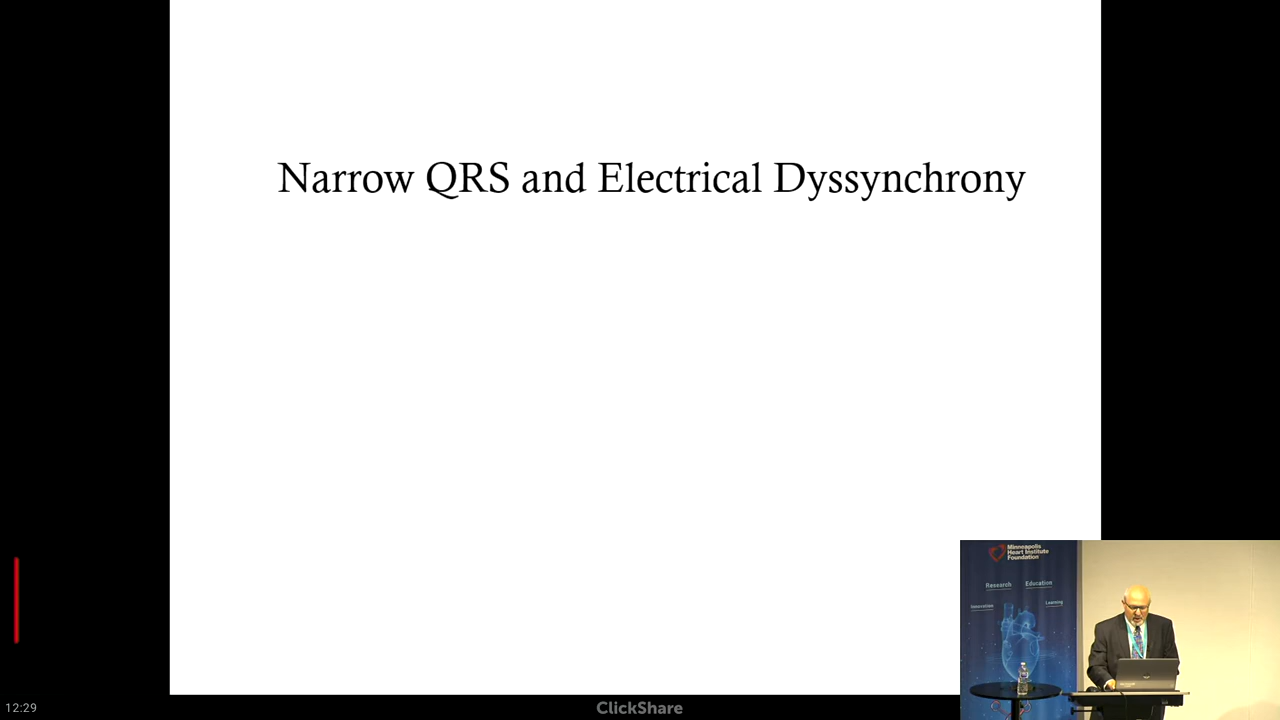 Narrow QRS and Electrical Dyssynchrony
Minneapolis
Heart Institute
Foundation
Research Education
Innovation Learning
12:29
ClickShare